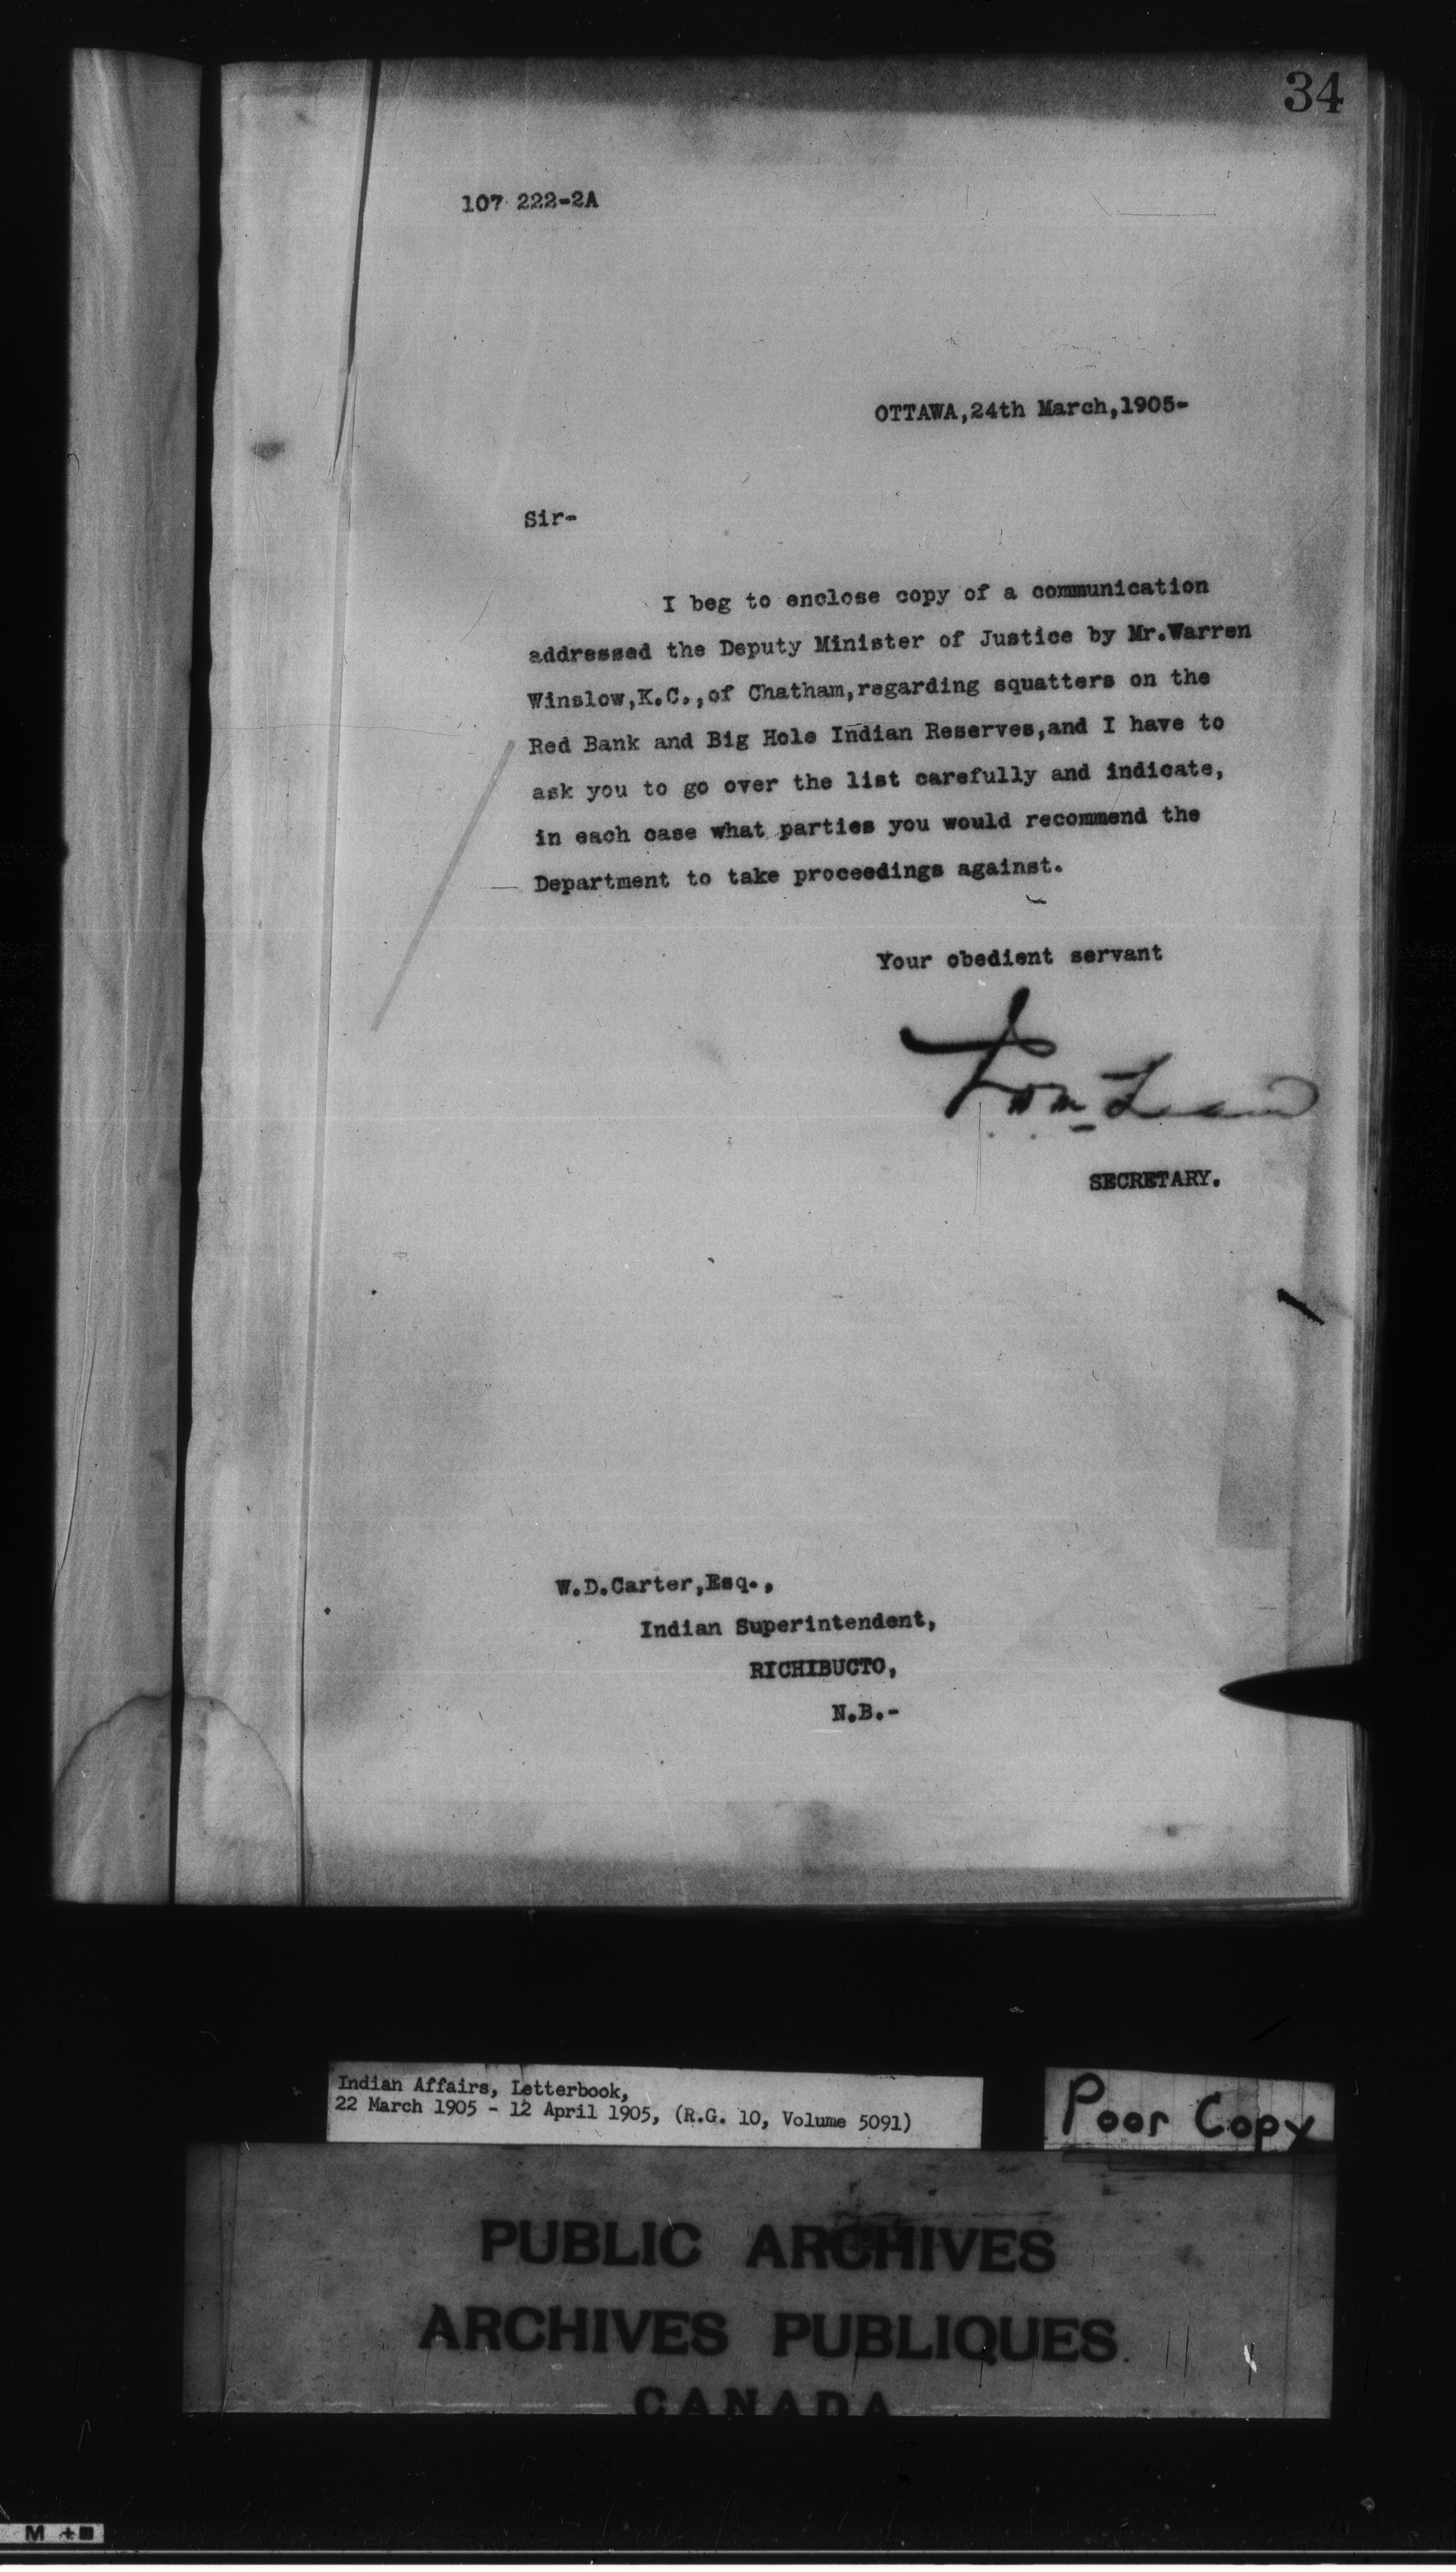 34
107 222-2A
OTTAWA,24th March,1905-
Sir-
I beg to enclose copy of a communication
addressed the Deputy Minister of Justice by Mr.Warren
Winslow,K.C.,of Chatham,regarding squatters on the
Red Bank and Big Hole Indian Reserves,and I have to
ask you to go over the list carefully and indicate,
in each case what parties you would recommend the
Department to take proceedings against.
Your obedient servant
SECRETARY.
W.D.Carter,Esq.,
Indian Superintendent,
RICHIBUCTO,
N.B.-
Indian Affairs, Letterbook,
22 March 1905 - 12 April 1905, (R.G. 10, Volume 5091)
Poor Copy
PUBLIC ARCHIVES
ARCHIVES PUBLIQUES
CANADA
M +